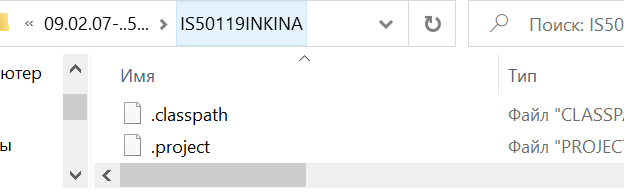 « 09.02.07-..5... > IS50119INKINA Поиск: IS50
ютер Имя Тип
.classpath Файл "CLASSPA
ы .project Файл "PROJECT